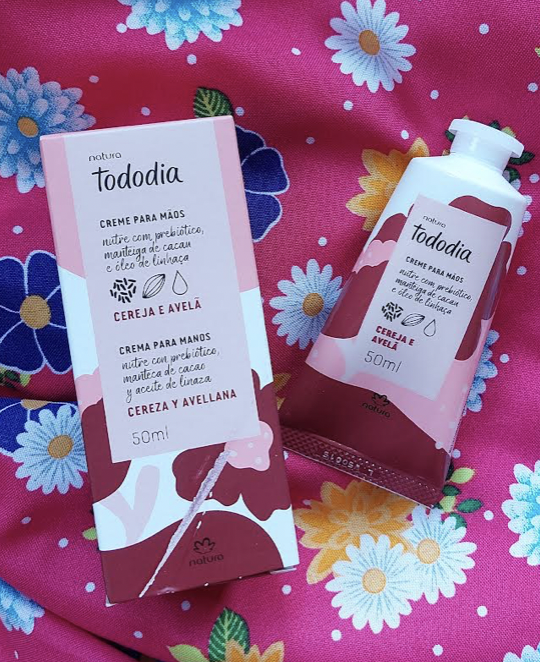 natura
tododia
CREME PARA MÃOS
nutre com prebiótico,
manteiga de cacau
e óleo de linhaça
CEREJA E AVELÃ
CREMA PARA MANOS
nutre con prebiótico,
manteca de cacao
y aceite de linaza
CEREZA Y AVELLANA
50ml
natura
natura
tododia
CREME PARA MÃOS
nutre com prebiótico,
manteiga de cacau
e óleo de linhaça
CEREJA E
AVELÃ
50ml
natura